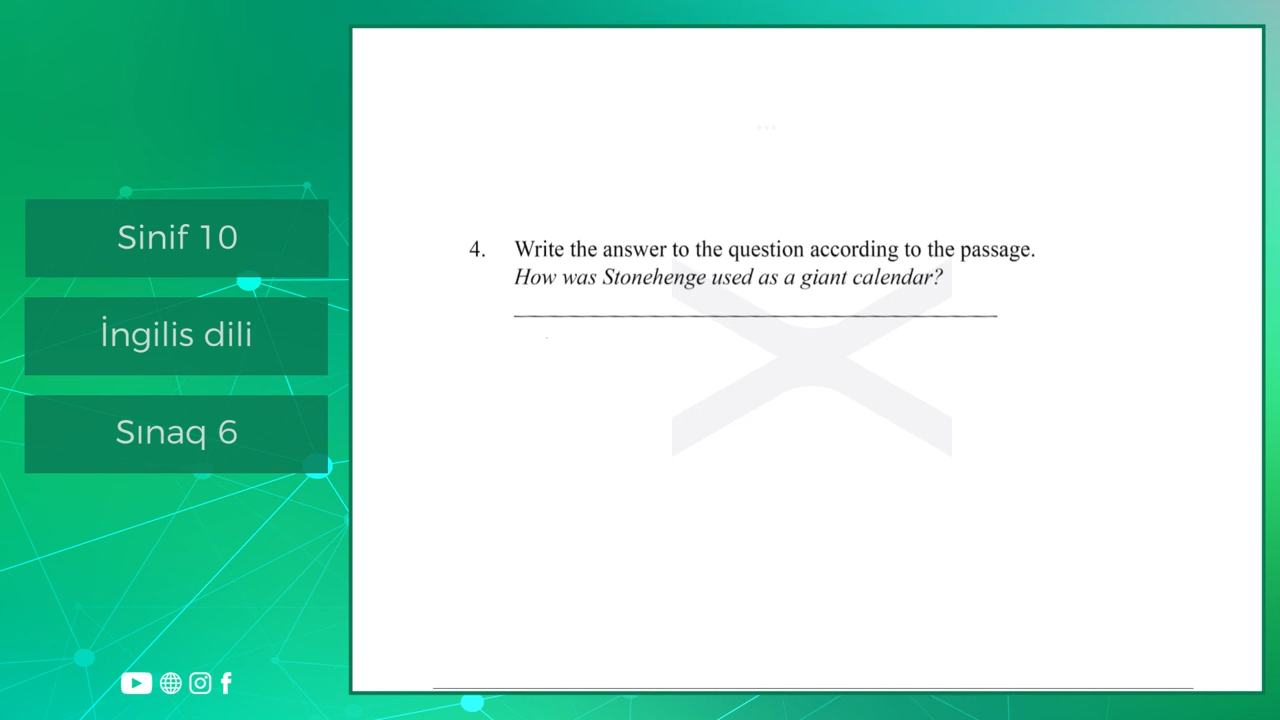 Sinif 10
İngilis dili
Sınaq 6
4. Write the answer to the question according to the passage.
How was Stonehenge used as a giant calendar?